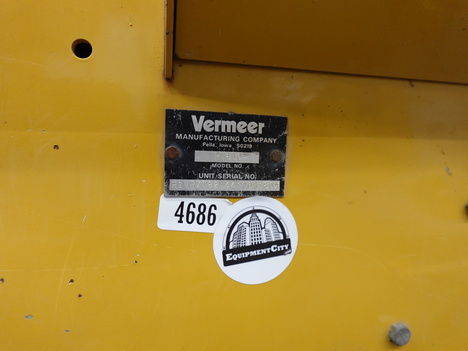 Vermeer
MANUFACTURING COMPANY
Pella, Iowa 50219
MODEL NO.
UNIT SERIAL NO.
4686
EQUIPMENTCITY